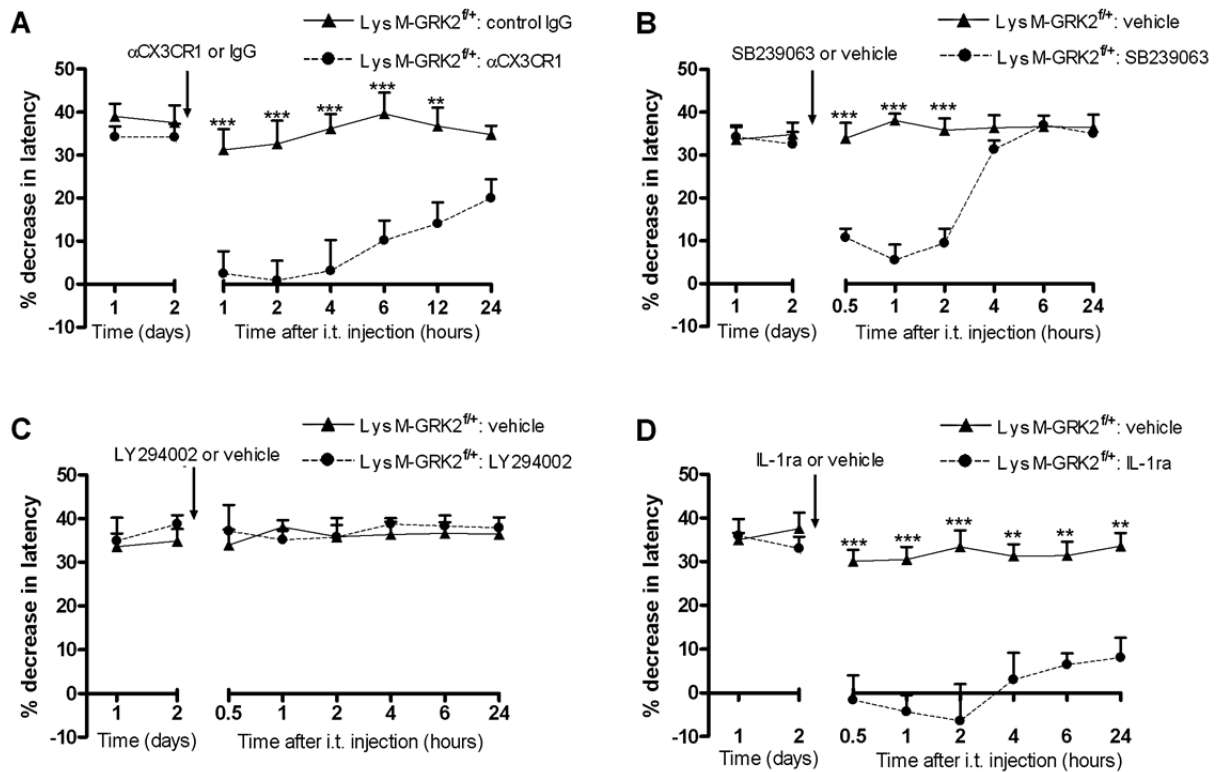 A
LysM-GRK2f/+: control IgG
αCX3CR1 or IgG
LysM-GRK2f/+: αCX3CR1
% decrease in latency
50
40
30
20
10
0
-10
*** *** *** *** **
1 2
1 2 4 6 12 24
Time (days)
Time after i.t. injection (hours)
B
LysM-GRK2f/+: vehicle
SB239063 or vehicle
LysM-GRK2f/+: SB239063
% decrease in latency
50
40
30
20
10
0
-10
*** *** ***
1 2
0.5 1 2 4 6 24
Time (days)
Time after i.t. injection (hours)
C
LysM-GRK2f/+: vehicle
LY294002 or vehicle
LysM-GRK2f/+: LY294002
% decrease in latency
50
40
30
20
10
0
-10
1 2
0.5 1 2 4 6 24
Time (days)
Time after i.t. injection (hours)
D
LysM-GRK2f/+: vehicle
IL-1ra or vehicle
LysM-GRK2f/+: IL-1ra
% decrease in latency
50
40
30
20
10
0
-10
*** *** *** ** ** **
1 2
0.5 1 2 4 6 24
Time (days)
Time after i.t. injection (hours)